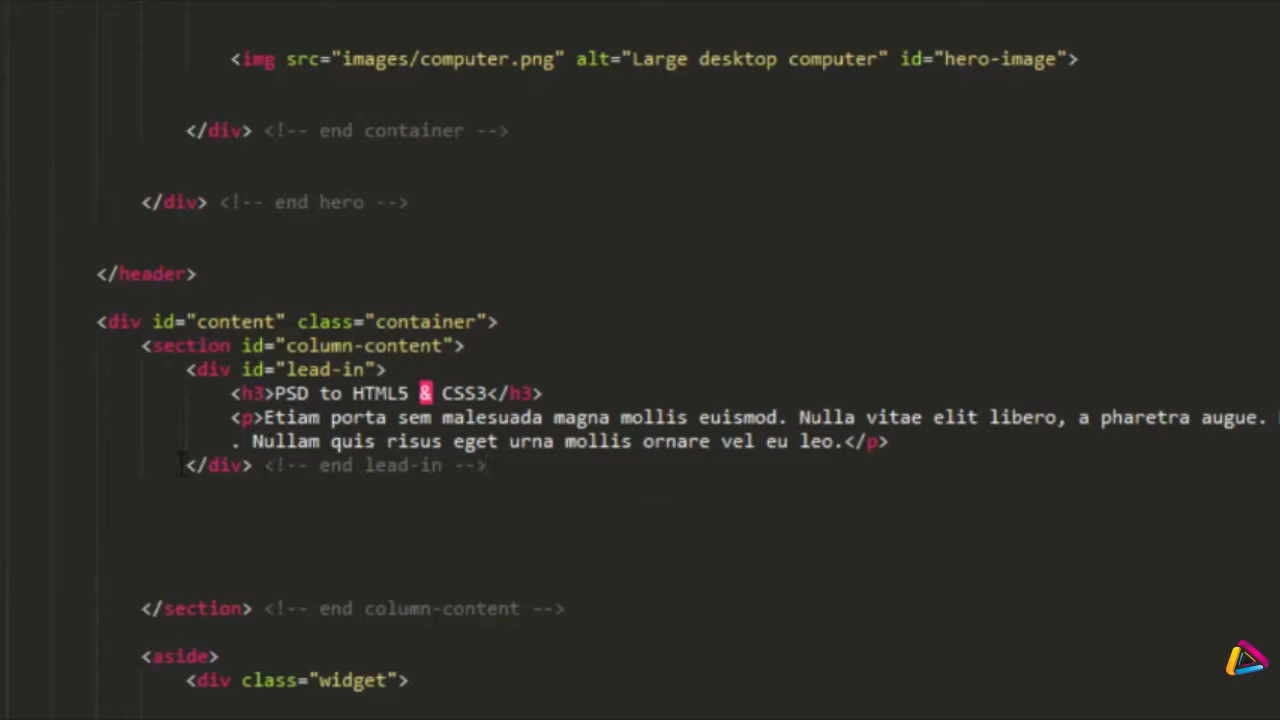 <img src="images/computer.png" alt="Large desktop computer" id="hero-image">
</div> <!-- end container -->
</div> <!-- end hero -->
</header>
<div id="content" class="container">
<section id="column-content">
<div id="lead-in">
<h3>PSD to HTML5 & CSS3</h3>
<p>Etiam porta sem malesuada magna mollis euismod. Nulla vitae elit libero, a pharetra augue.
. Nullam quis risus eget urna mollis ornare vel eu leo.</p>
</div> <!-- end lead-in -->
</section> <!-- end column-content -->
<aside>
<div class="widget">